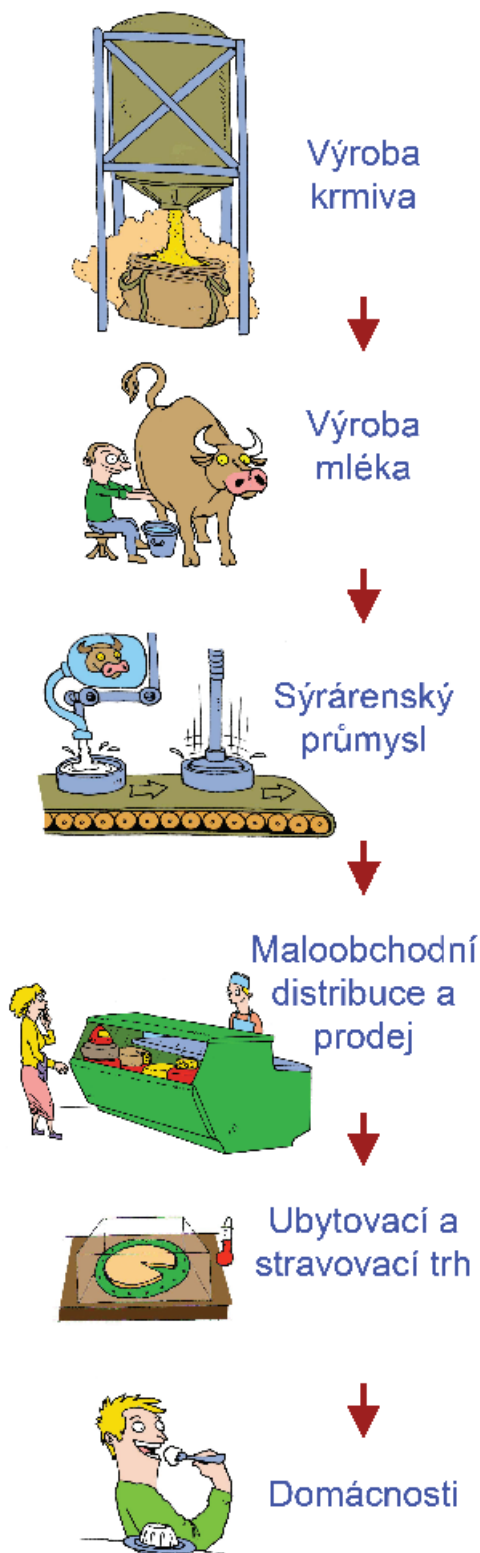 Výroba
krmiva
Výroba
mléka
Sýrárenský
průmysl
Maloobchodní
distribuce a
prodej
Ubytovací a
stravovací trh
Domácnosti